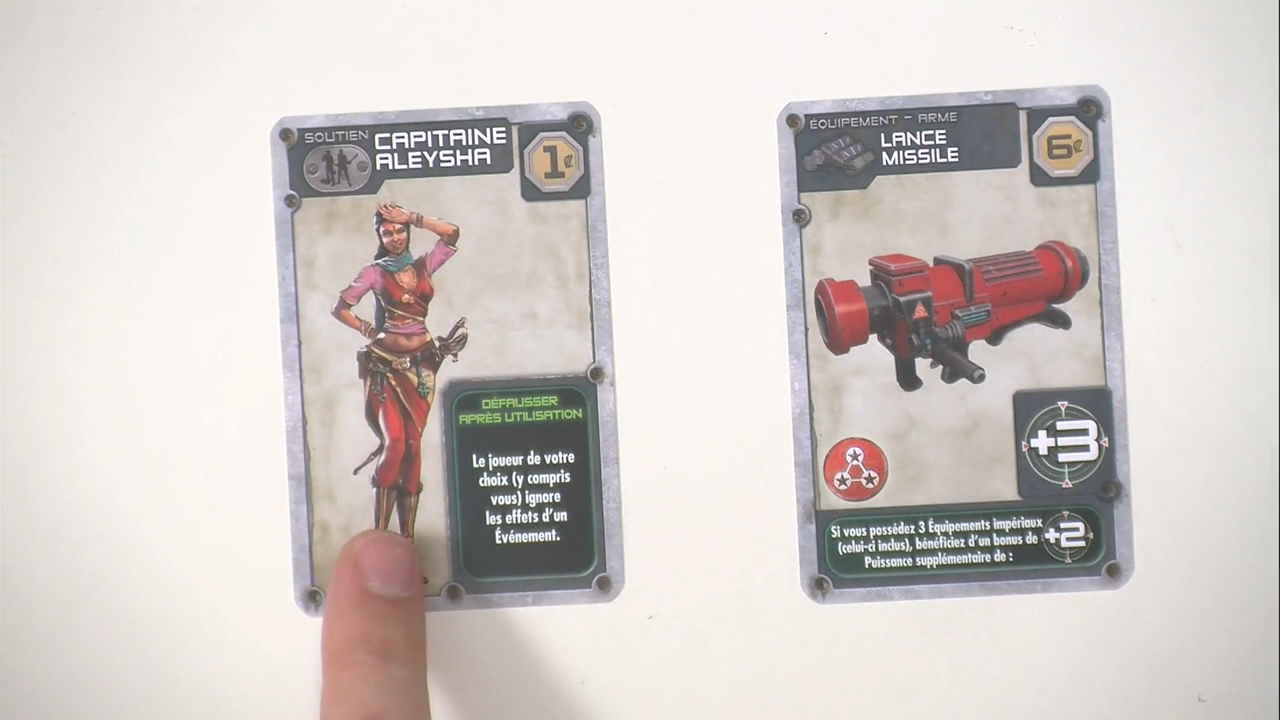 SOUTIEN
CAPITAINE
ALEYSHA
1
DÉFAUSSER
APRÈS UTILISATION
Le joueur de votre
choix (y compris
vous) ignore
les effets d'un
Événement.
ÉQUIPEMENT - ARME
LANCE
MISSILE
6
+3
Si vous possédez 3 Équipements impériaux
(celui-ci inclus), bénéficiez d'un bonus de
Puissance supplémentaire de :
+2